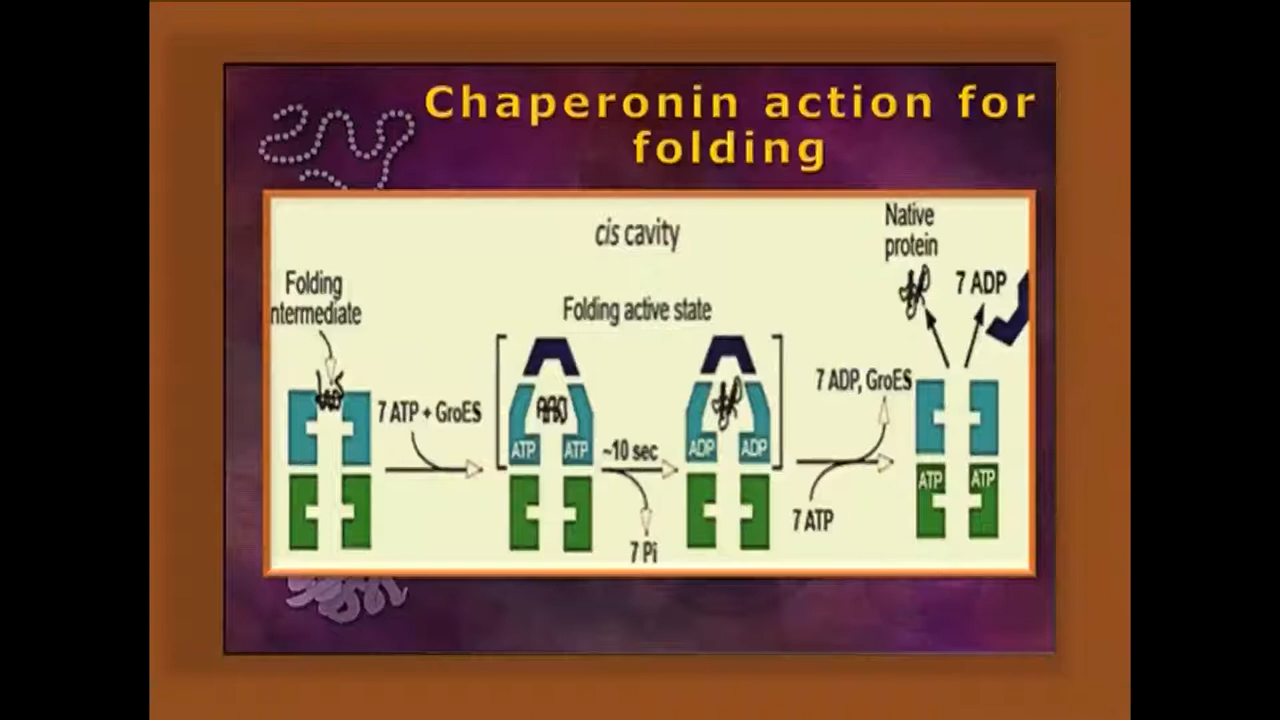 Chaperonin action for
folding
cis cavity
Native
protein
Folding
ntermediate
7 ADP
Folding active state
7 ADP, GroES
7 ATP + GroES
ATP ATP
~10 sec
ADP ADP
ATP ATP
7 ATP
7 Pi